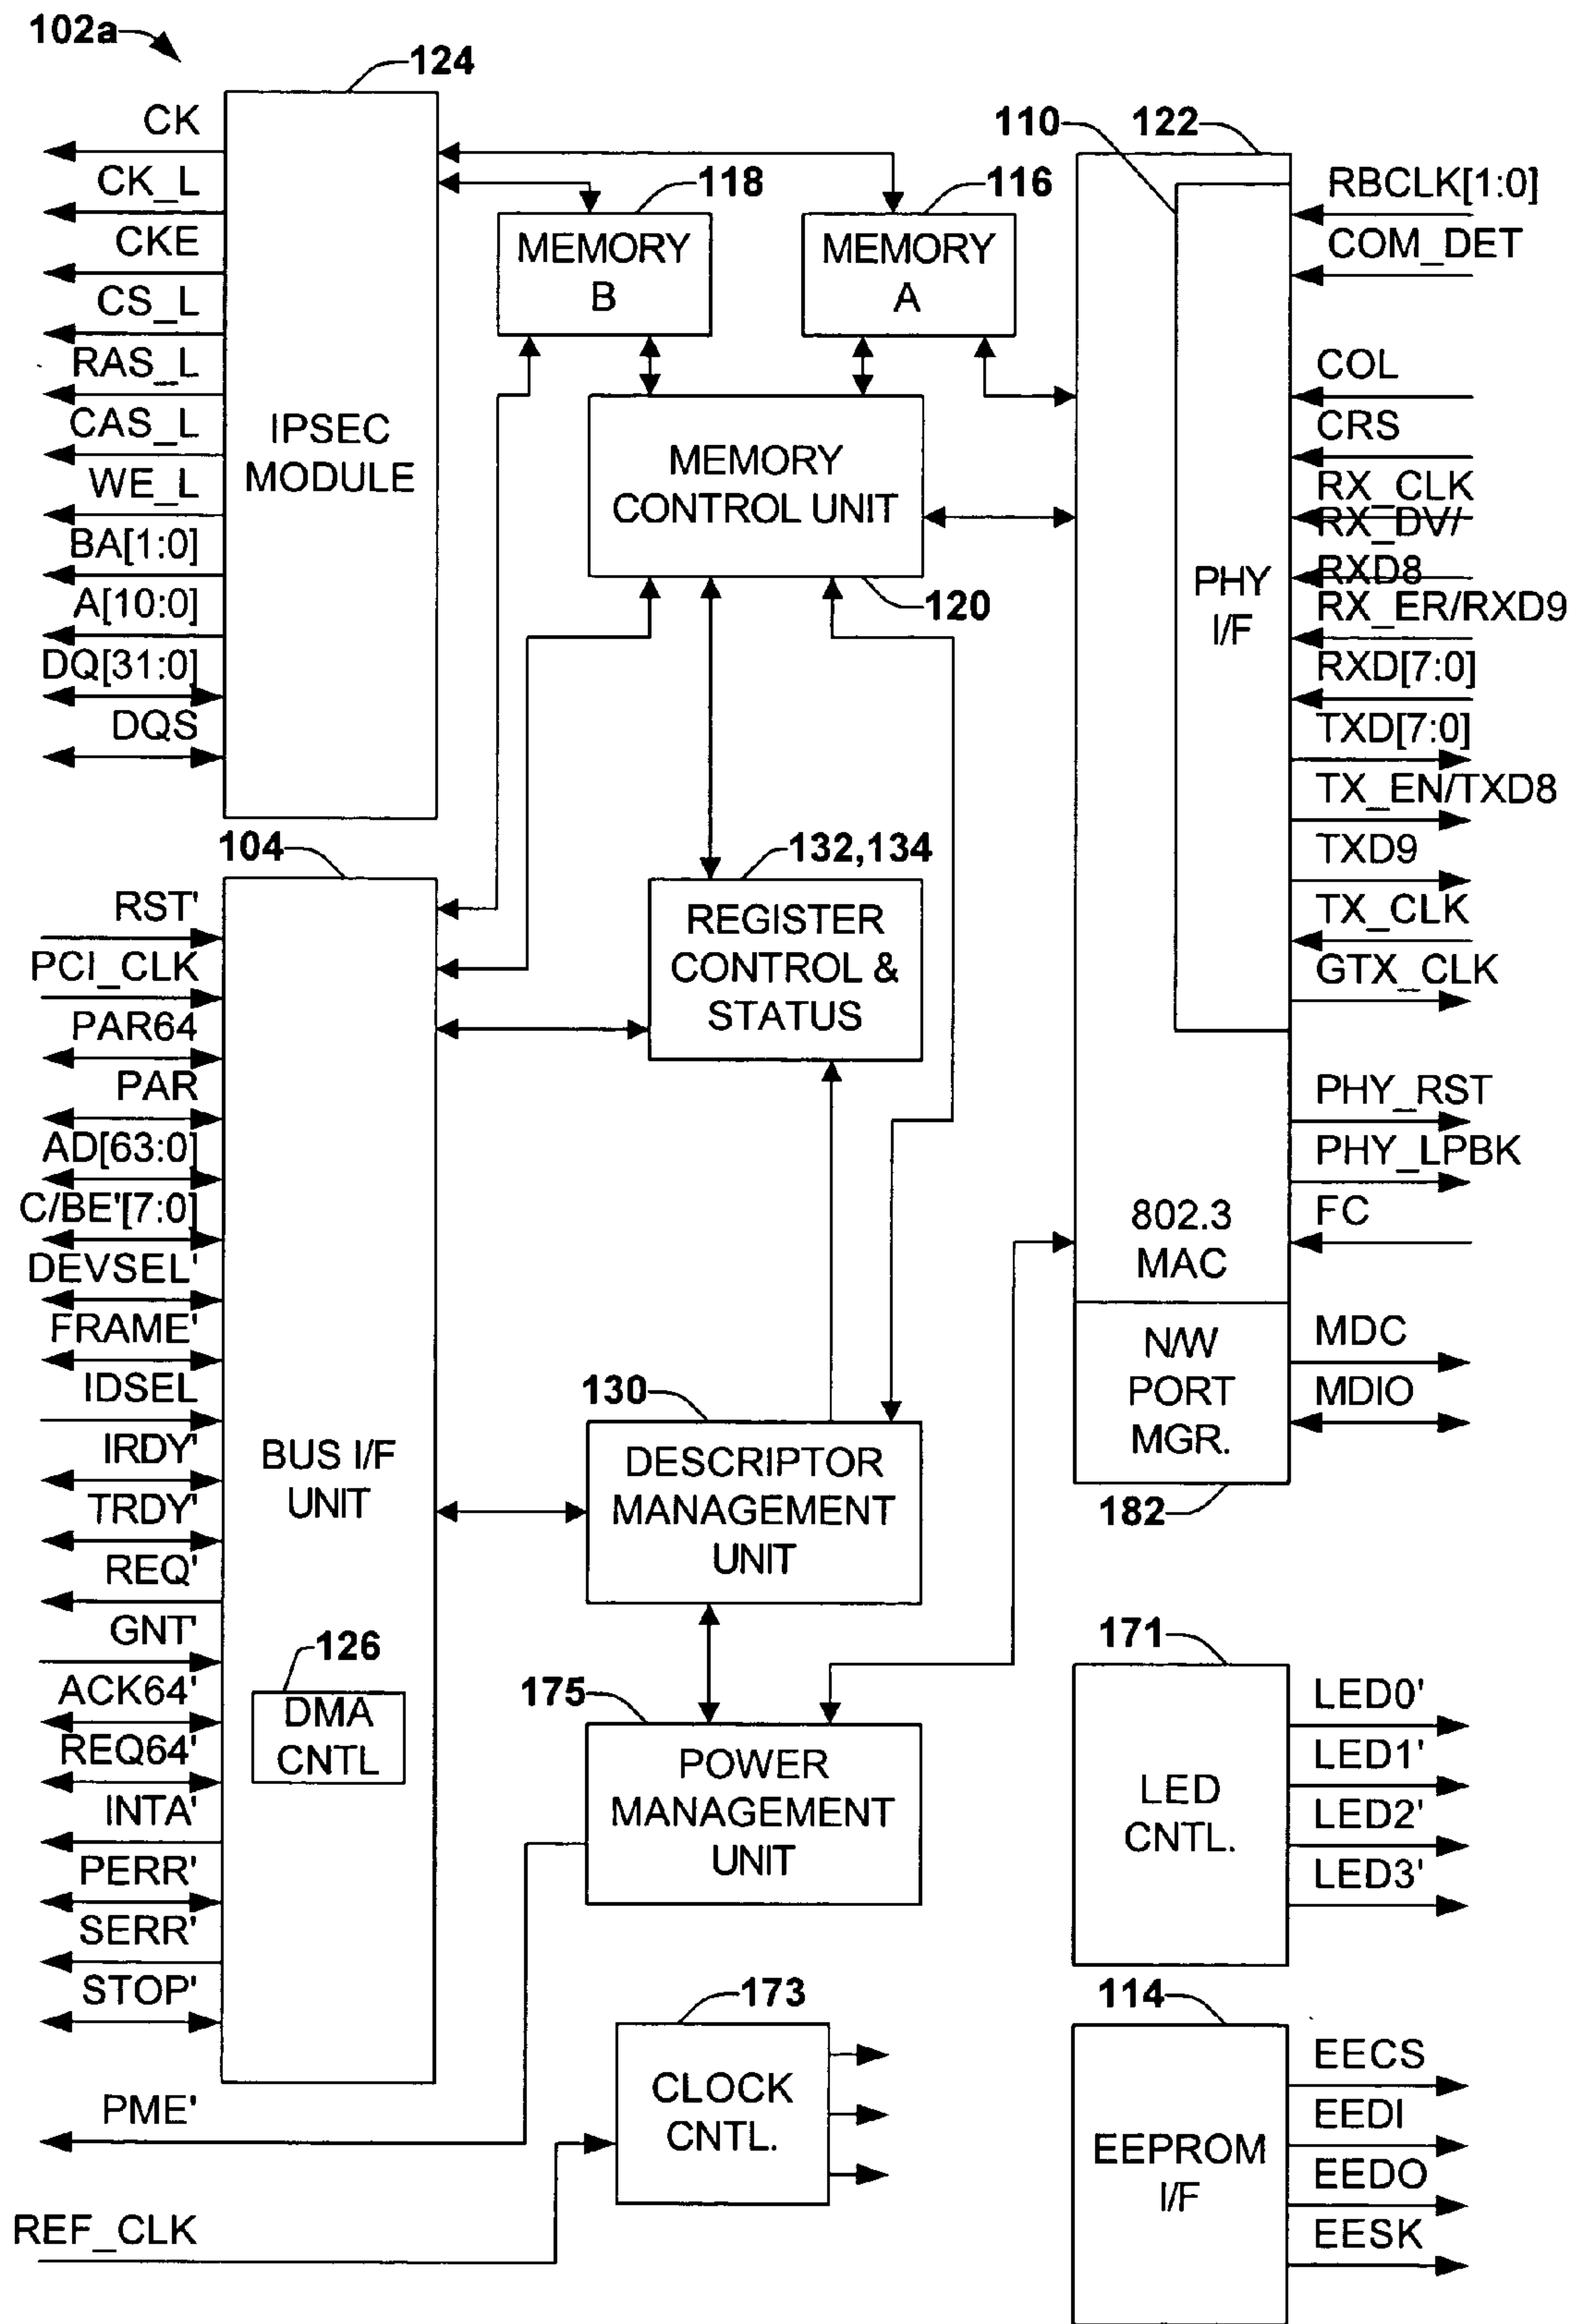 102a
124
CK
CK_L
CKE
CS_L
RAS_L
CAS_L
WE_L
BA[1:0]
A[10:0]
DQ[31:0]
DQS
IPSEC
MODULE
118
MEMORY
B
116
MEMORY
A
MEMORY
CONTROL UNIT
120
110
122
PHY
I/F
RBCLK[1:0]
COM_DET
COL
CRS
RX_CLK
RX_DV/
RXD8
RX_ER/RXD9
RXD[7:0]
TXD[7:0]
TX_EN/TXD8
TXD9
TX_CLK
GTX_CLK
PHY_RST
PHY_LPBK
FC
802.3
MAC
N/W
PORT
MGR.
182
MDC
MDIO
104
RST'
PCI_CLK
PAR64
PAR
AD[63:0]
C/BE'[7:0]
DEVSEL'
FRAME'
IDSEL
IRDY'
TRDY'
REQ'
GNT'
ACK64'
REQ64'
INTA'
PERR'
SERR'
STOP'
BUS I/F
UNIT
126
DMA
CNTL
132,134
REGISTER
CONTROL &
STATUS
130
DESCRIPTOR
MANAGEMENT
UNIT
175
POWER
MANAGEMENT
UNIT
171
LED
CNTL.
LED0'
LED1'
LED2'
LED3'
PME'
REF_CLK
173
CLOCK
CNTL.
114
EEPROM
I/F
EECS
EEDI
EEDO
EESK